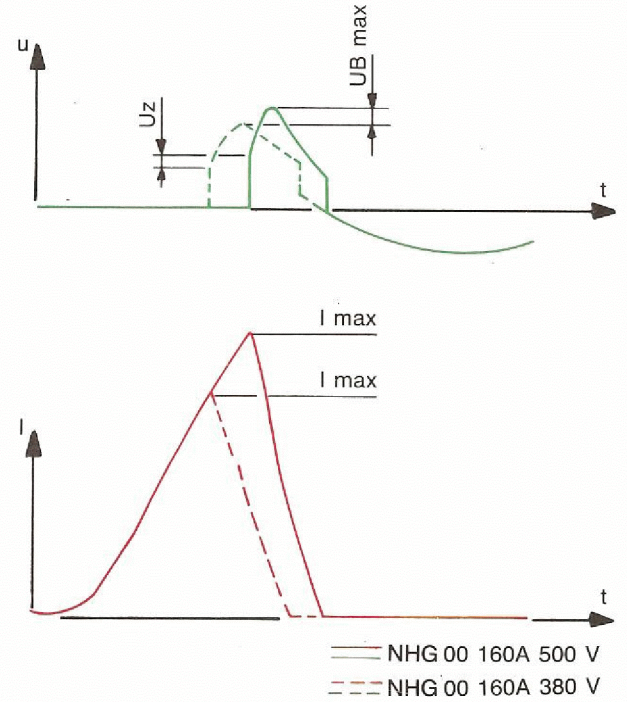 u
UB max
Uz
t
I max
I max
I
t
NHG 00 160A 500 V
NHG 00 160A 380 V